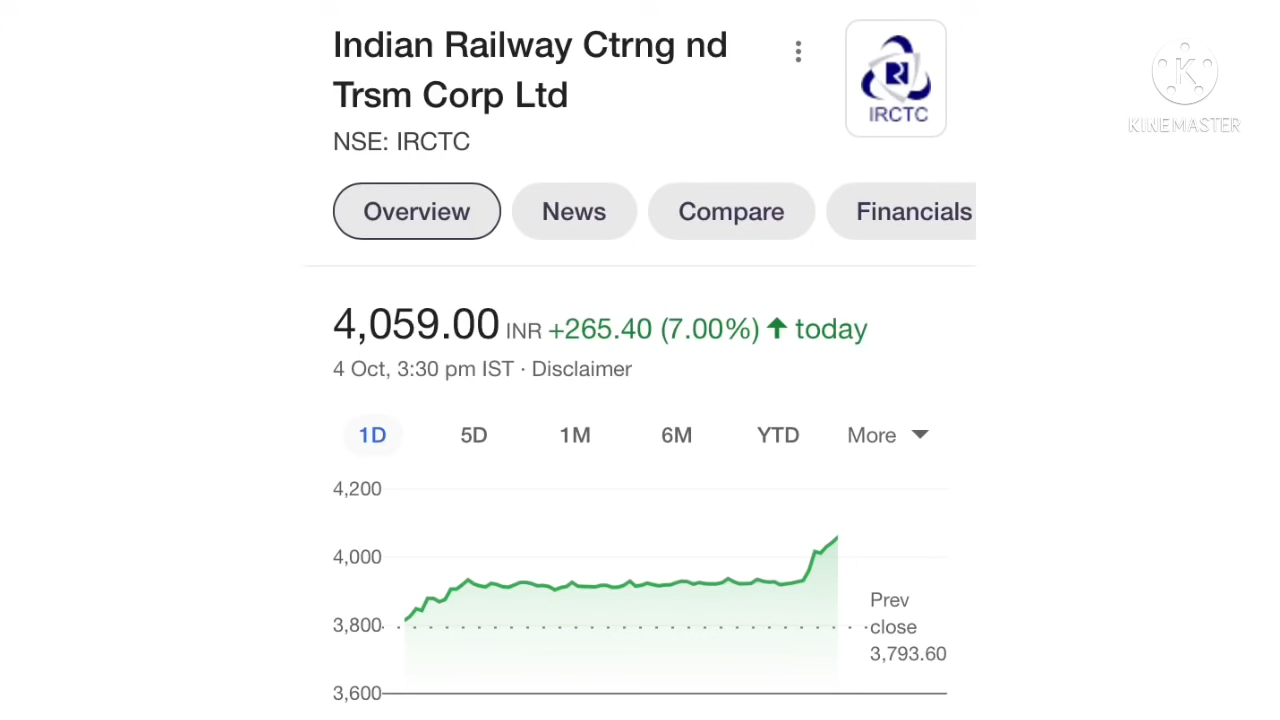 Indian Railway Ctrng nd
Trsm Corp Ltd
NSE: IRCTC
IRCTC
KINEMASTER
Overview News Compare Financials
4,059.00 INR +265.40 (7.00%) ↑ today
4 Oct, 3:30 pm IST · Disclaimer
1D 5D 1M 6M YTD More
4,200
4,000
3,800
3,600
Prev
close
3,793.60